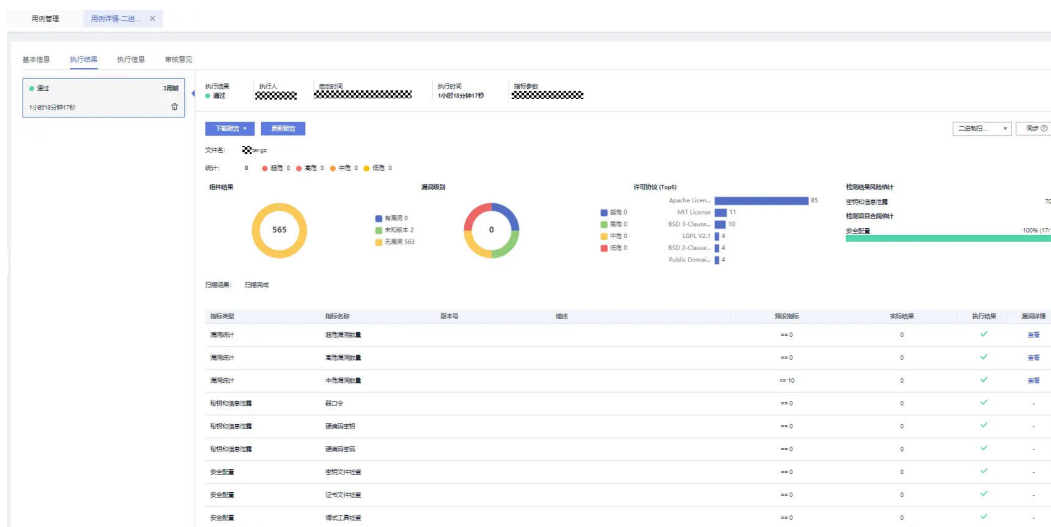 用例管理 用例详情-二进... ×
基本信息 执行结果 执行信息 审核意见
通过 3周前
1小时18分钟17秒
执行结果 执行人 启动时间 执行时间 指标参数
通过 1小时18分钟17秒
下载报告 更新报告 二进制扫... 同步
文件名: tar.gz
统计: 0 超危 0 高危 0 中危 0 低危 0
组件结果 漏洞级别 许可协议 (Top6) 检测结果风险统计
565
有漏洞 0
未知版本 2
无漏洞 563
0
超危 0
高危 0
中危 0
低危 0
Apache Licen... 85
MIT License 11
BSD 3-Clause... 10
LGPL V2.1 4
BSD 2-Clause... 4
Public Domai... 4
密钥和信息泄露 70
检测项目合规统计
安全配置 100% (17/
扫描结果: 扫描完成
指标类型 指标名称 版本号 描述 预设指标 实际结果 执行结果 漏洞详情
漏洞统计 超危漏洞数量 == 0 0 查看
漏洞统计 高危漏洞数量 == 0 0 查看
漏洞统计 中危漏洞数量 <= 10 0 查看
秘钥和信息泄露 弱口令 == 0 0 -
秘钥和信息泄露 硬编码密钥 == 0 0 -
秘钥和信息泄露 硬编码密码 == 0 0 -
安全配置 密钥文件检查 == 0 0 -
安全配置 证书文件检查 == 0 0 -
安全配置 调试工具检查 == 0 0 -